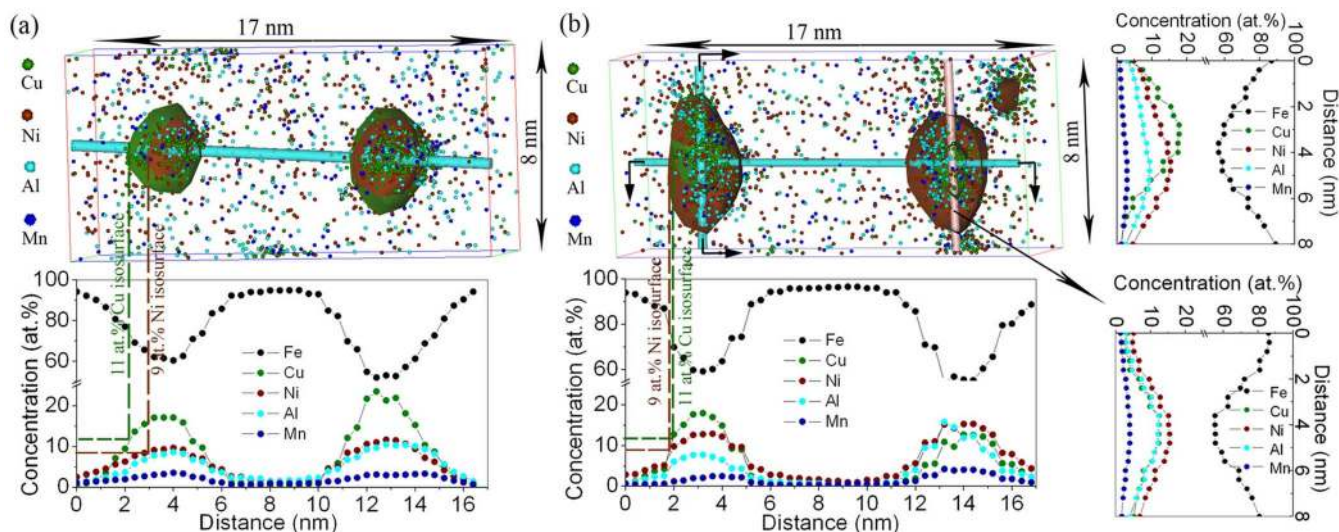 (a)
17 nm
Cu
Ni
Al
Mn
8 nm
11 at.% Cu isosurface
9 at.% Ni isosurface
Concentration (at.%)
100
80
60
20
10
0
Fe
Cu
Ni
Al
Mn
0 2 4 6 8 10 12 14 16
Distance (nm)
(b)
17 nm
Cu
Ni
Al
Mn
8 nm
9 at.% Ni isosurface
11 at.% Cu isosurface
Concentration (at.%)
100
80
60
20
10
0
Fe
Cu
Ni
Al
Mn
0 2 4 6 8 10 12 14 16
Distance (nm)
Concentration (at.%)
0 10 20 60 80 100
0
2
4
6
8
Distance (nm)
Fe
Cu
Ni
Al
Mn
Concentration (at.%)
0 10 20 60 80 100
0
2
4
6
8
Distance (nm)
Fe
Cu
Ni
Al
Mn